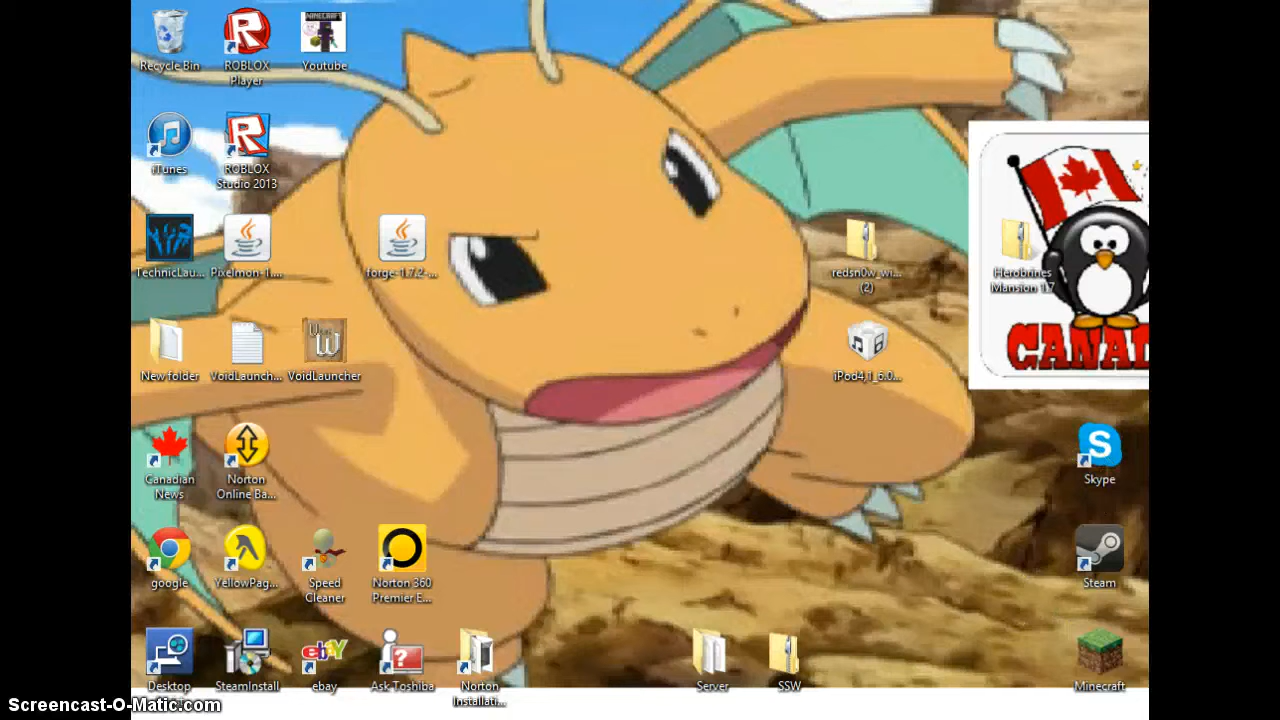 MINECRAFT
Recycle Bin
ROBLOX
Player
Youtube
iTunes
ROBLOX
Studio 2013
TechnicLau...
Pixelmon-1....
forge-1.7.2-...
redsn0w_wi...
(2)
Herobrines
Mansion 1.7
New folder
VoidLaunch...
VoidLauncher
iPod4,1_6.0...
CANAD
Canadian
News
Norton
Online Ba...
Skype
google
YellowPag...
Speed
Cleaner
Norton 360
Premier E...
Steam
Desktop
SteamInstall
ebay
Ask Toshiba
Norton
Installati...
Server
SSW
Minecraft
Screencast-O-Matic.com